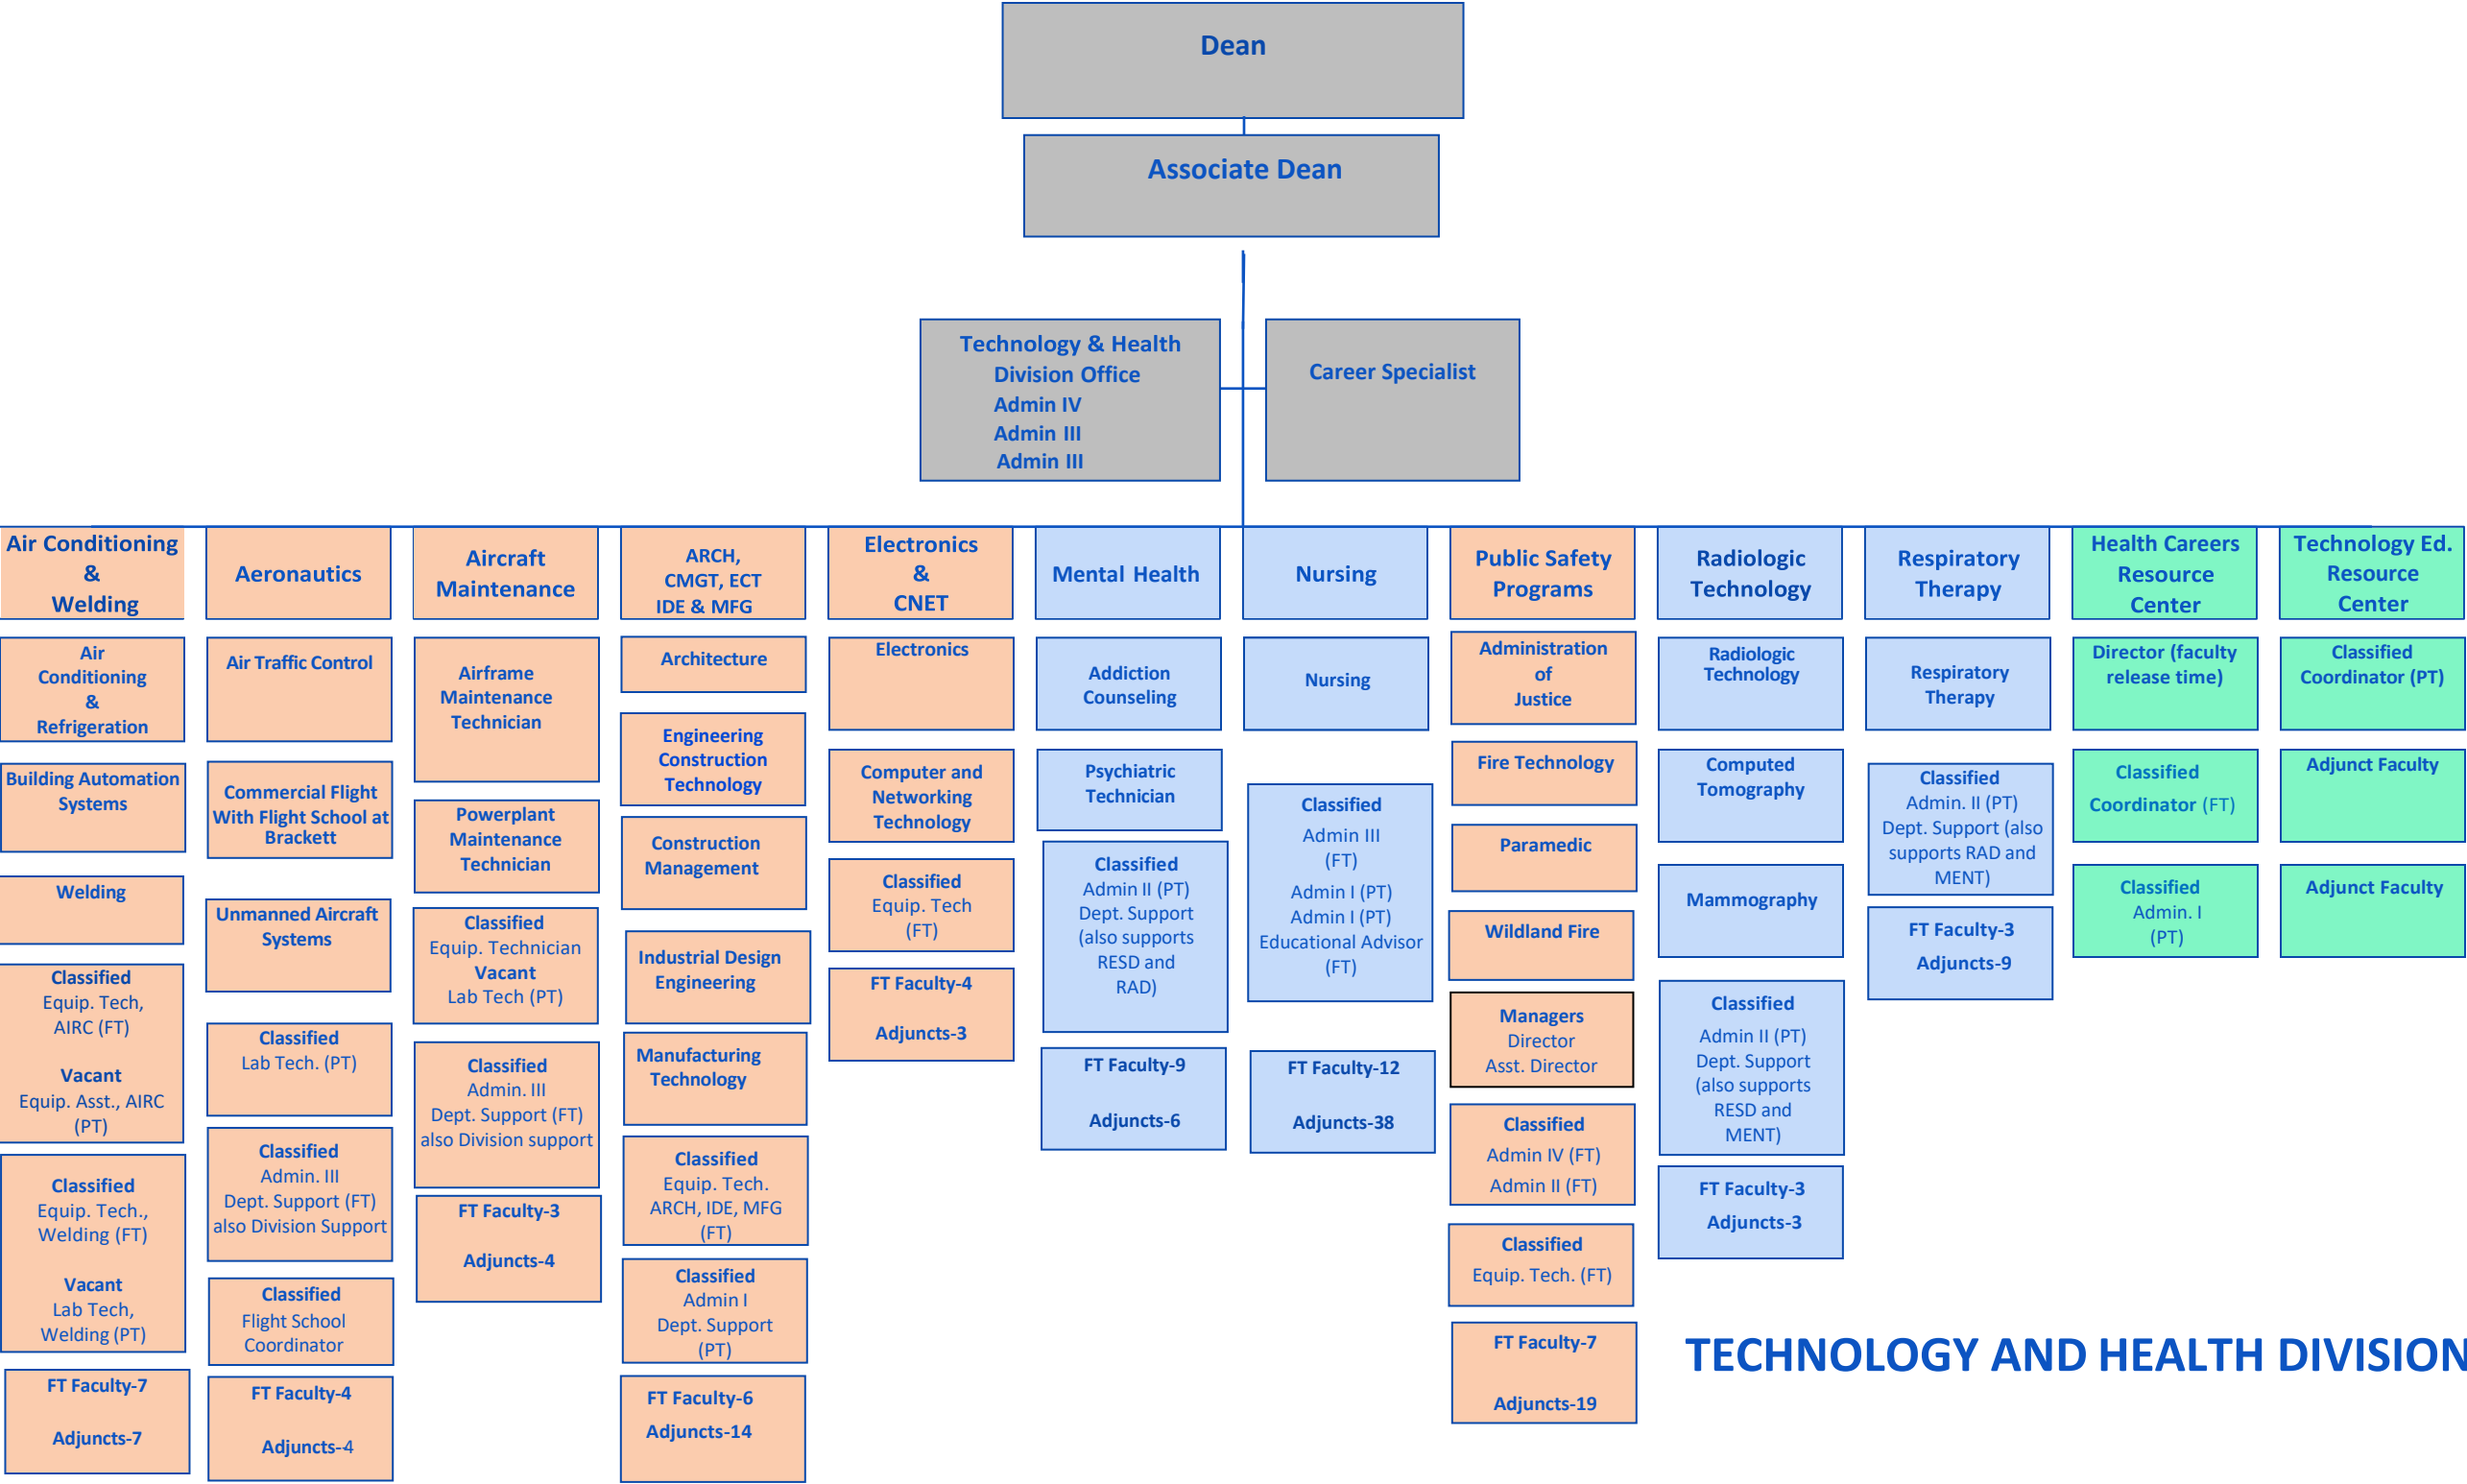 Dean
Associate Dean
Technology & Health
Division Office
Admin IV
Admin III
Admin III
Career Specialist
Air Conditioning
&
Welding
Air
Conditioning
&
Refrigeration
Building Automation
Systems
Welding
Classified
Equip. Tech,
AIRC (FT)
Vacant
Equip. Asst., AIRC
(PT)
Classified
Equip. Tech.,
Welding (FT)
Vacant
Lab Tech,
Welding (PT)
FT Faculty-7
Adjuncts-7
Aeronautics
Air Traffic Control
Commercial Flight
With Flight School at
Brackett
Unmanned Aircraft
Systems
Classified
Lab Tech. (PT)
Classified
Admin. III
Dept. Support (FT)
also Division Support
Classified
Flight School
Coordinator
FT Faculty-4
Adjuncts-4
Aircraft
Maintenance
Airframe
Maintenance
Technician
Powerplant
Maintenance
Technician
Classified
Equip. Technician
Vacant
Lab Tech (PT)
Classified
Admin. III
Dept. Support (FT)
also Division support
FT Faculty-3
Adjuncts-4
ARCH,
CMGT, ECT
IDE & MFG
Architecture
Engineering
Construction
Technology
Construction
Management
Industrial Design
Engineering
Manufacturing
Technology
Classified
Equip. Tech.
ARCH, IDE, MFG
(FT)
Classified
Admin I
Dept. Support
(PT)
FT Faculty-6
Adjuncts-14
Electronics
&
CNET
Electronics
Computer and
Networking
Technology
Classified
Equip. Tech
(FT)
FT Faculty-4
Adjuncts-3
Mental Health
Addiction
Counseling
Psychiatric
Technician
Classified
Admin II (PT)
Dept. Support
(also supports
RESD and
RAD)
FT Faculty-9
Adjuncts-6
Nursing
Nursing
Classified
Admin III
(FT)
Admin I (PT)
Admin I (PT)
Educational Advisor
(FT)
FT Faculty-12
Adjuncts-38
Public Safety
Programs
Administration
of
Justice
Fire Technology
Paramedic
Wildland Fire
Managers
Director
Asst. Director
Classified
Admin IV (FT)
Admin II (FT)
Classified
Equip. Tech. (FT)
FT Faculty-7
Adjuncts-19
Radiologic
Technology
Radiologic
Technology
Computed
Tomography
Mammography
Classified
Admin II (PT)
Dept. Support
(also supports
RESD and
MENT)
FT Faculty-3
Adjuncts-3
Respiratory
Therapy
Respiratory
Therapy
Classified
Admin. II (PT)
Dept. Support (also
supports RAD and
MENT)
FT Faculty-3
Adjuncts-9
Health Careers
Resource
Center
Director (faculty
release time)
Classified
Coordinator (FT)
Classified
Admin. I
(PT)
Technology Ed.
Resource
Center
Classified
Coordinator (PT)
Adjunct Faculty
Adjunct Faculty
TECHNOLOGY AND HEALTH DIVISION